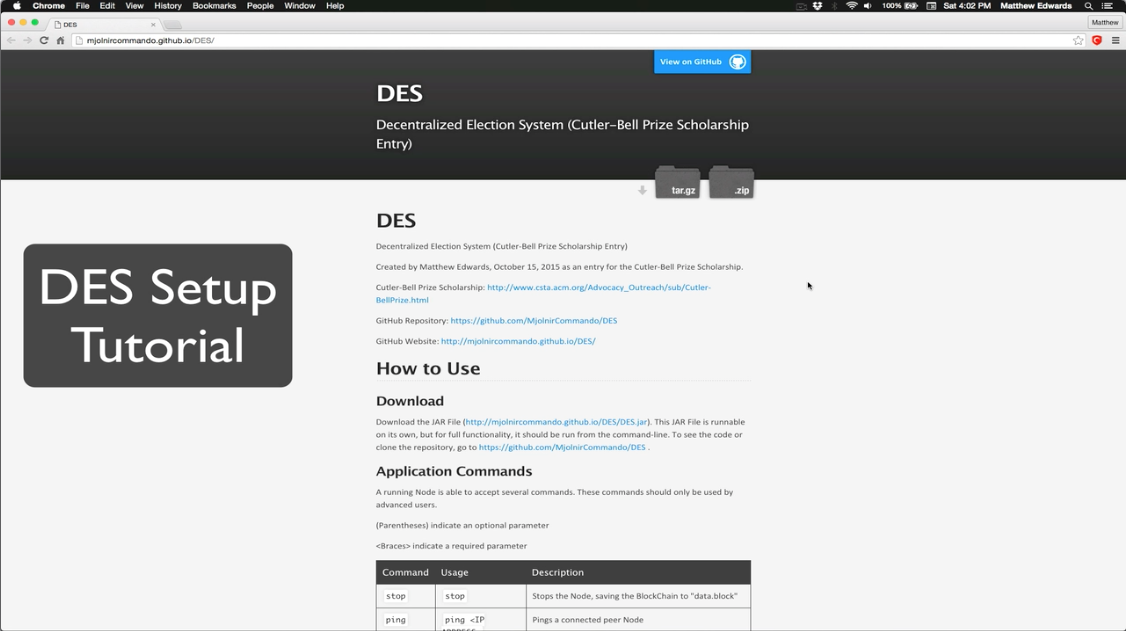 Chrome File Edit View History Bookmarks People Window Help 100% Sat 4:02 PM Matthew Edwards
DES Matthew
mjolnircommando.github.io/DES/
View on GitHub
DES
Decentralized Election System (Cutler-Bell Prize Scholarship
Entry)
tar.gz .zip
DES
Decentralized Election System (Cutler-Bell Prize Scholarship Entry)
Created by Matthew Edwards, October 15, 2015 as an entry for the Cutler-Bell Prize Scholarship.
Cutler-Bell Prize Scholarship: http://www.csta.acm.org/Advocacy_Outreach/sub/Cutler-
BellPrize.html
GitHub Repository: https://github.com/MjolnirCommando/DES
GitHub Website: http://mjolnircommando.github.io/DES/
DES Setup
Tutorial
How to Use
Download
Download the JAR File (http://mjolnircommando.github.io/DES/DES.jar). This JAR File is runnable
on its own, but for full functionality, it should be run from the command-line. To see the code or
clone the repository, go to https://github.com/MjolnirCommando/DES .
Application Commands
A running Node is able to accept several commands. These commands should only be used by
advanced users.
(Parentheses) indicate an optional parameter
<Braces> indicate a required parameter
Command Usage Description
stop stop Stops the Node, saving the BlockChain to "data.block"
ping ping <IP Pings a connected peer Node